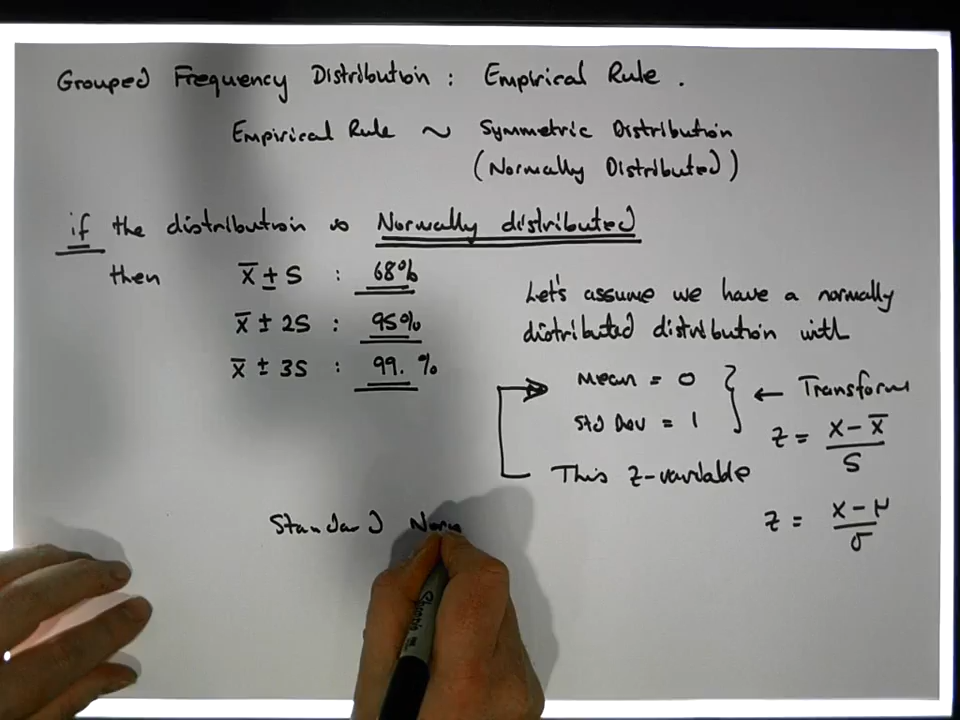 Grouped Frequency Distribution : Empirical Rule .
Empirical Rule ~ Symmetric Distribution
(Normally Distributed)
if the distribution is Normally distributed
then x̄ ± S : 68%
x̄ ± 2S : 95%
x̄ ± 3S : 99. %
Let's assume we have a normally
distributed distribution with
Mean = 0
Std Dev = 1
← Transform
z = x - x̄ / S
This z-variable
z = x - μ / σ
Standard Norm
Sharpie